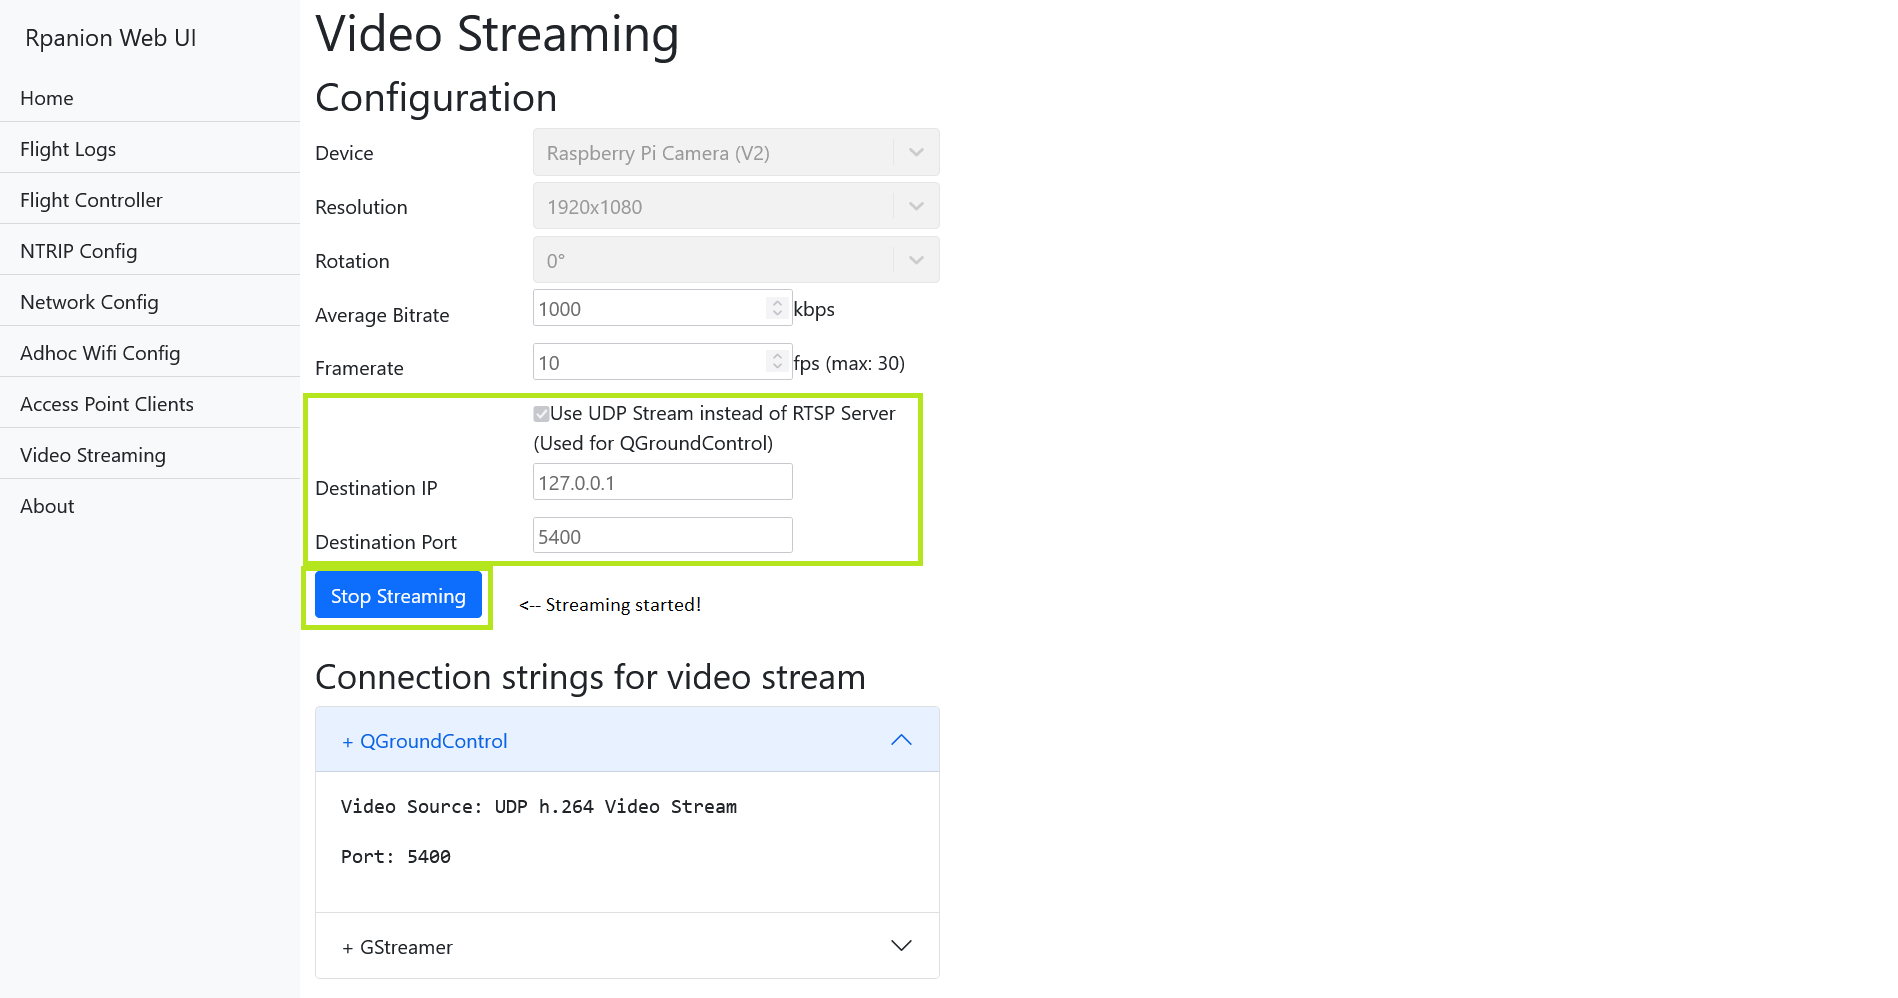 Rpanion Web UI
Home
Flight Logs
Flight Controller
NTRIP Config
Network Config
Adhoc Wifi Config
Access Point Clients
Video Streaming
About
Video Streaming
Configuration
Device
Raspberry Pi Camera (V2)
Resolution
1920x1080
Rotation
0°
Average Bitrate
1000
kbps
Framerate
10
fps (max: 30)
Use UDP Stream instead of RTSP Server
(Used for QGroundControl)
Destination IP
127.0.0.1
Destination Port
5400
Stop Streaming
<-- Streaming started!
Connection strings for video stream
+ QGroundControl
Video Source: UDP h.264 Video Stream
Port: 5400
+ GStreamer